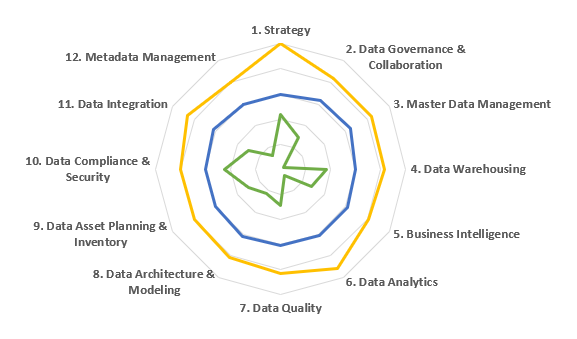 1. Strategy
2. Data Governance &
Collaboration
3. Master Data Management
4. Data Warehousing
5. Business Intelligence
6. Data Analytics
7. Data Quality
8. Data Architecture &
Modeling
9. Data Asset Planning &
Inventory
10. Data Compliance &
Security
11. Data Integration
12. Metadata Management